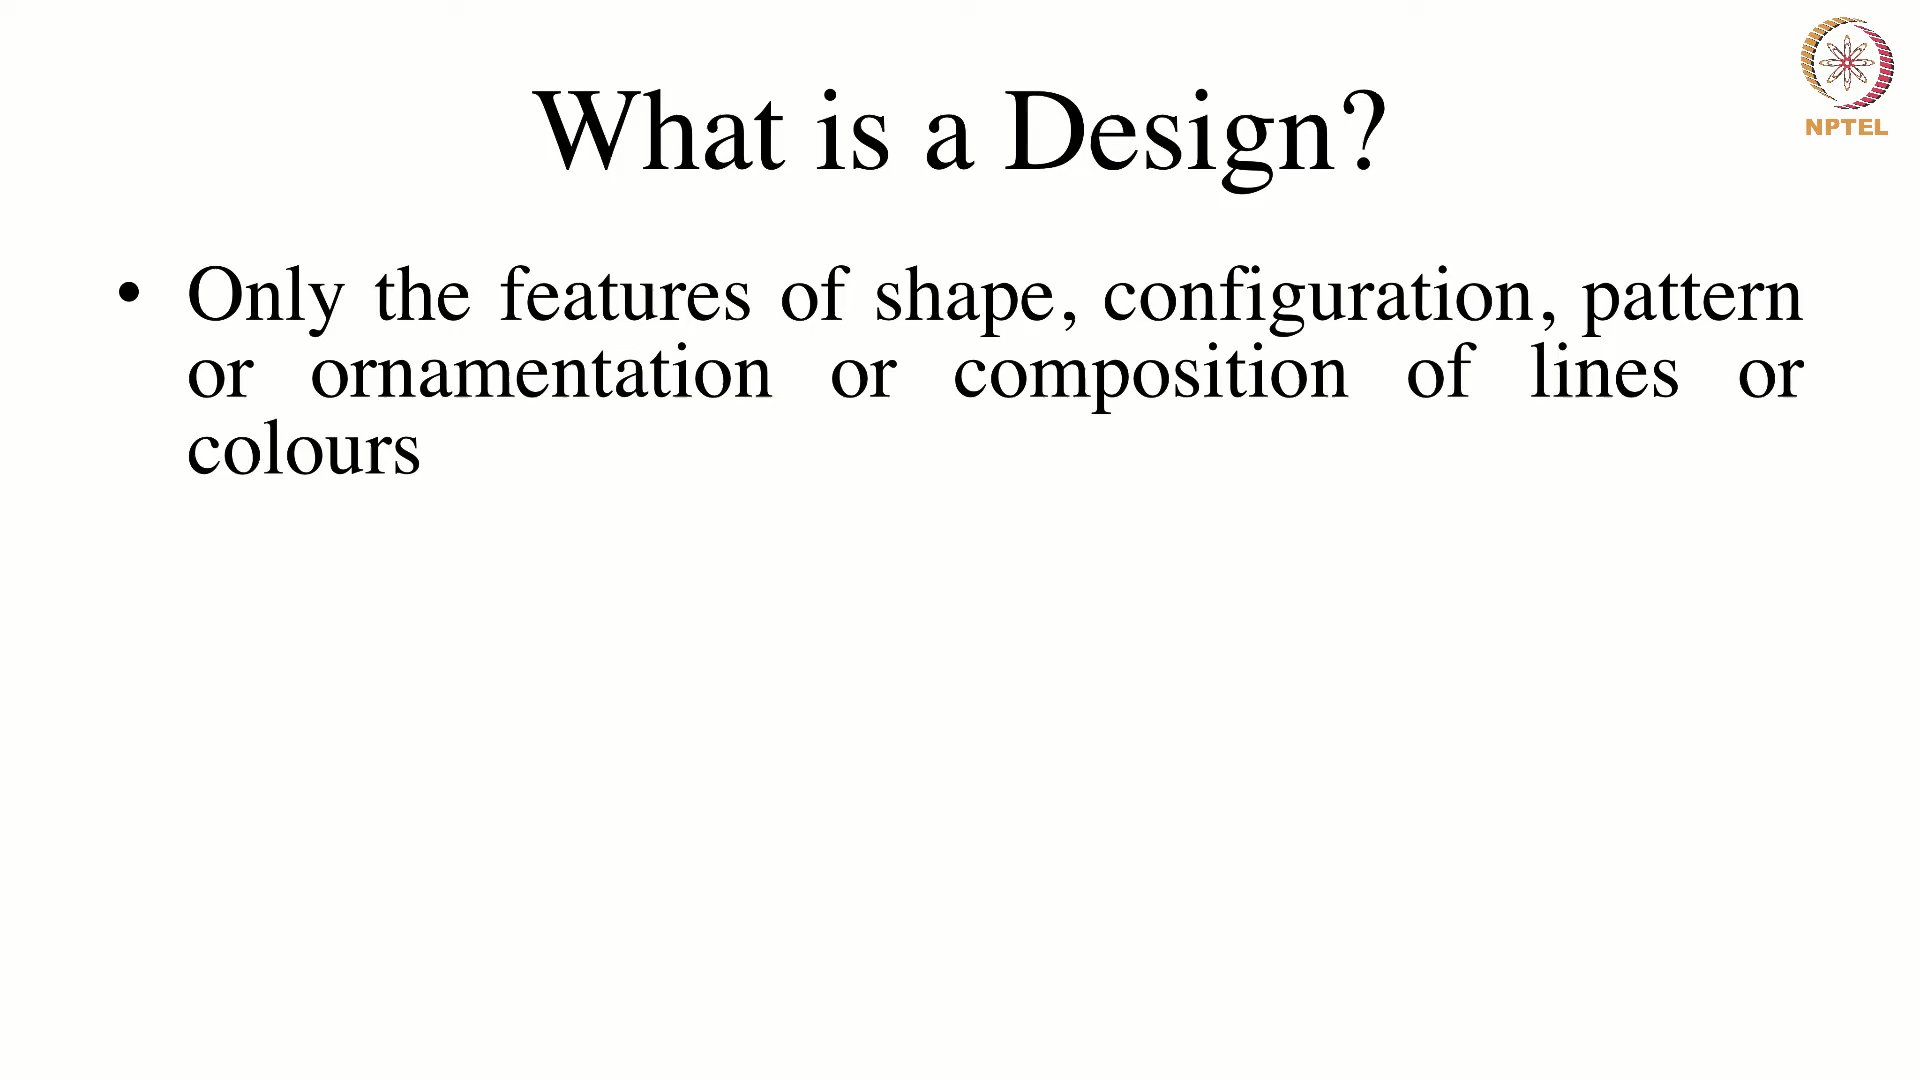 NPTEL
What is a Design?
• Only the features of shape, configuration, pattern
or ornamentation or composition of lines or
colours